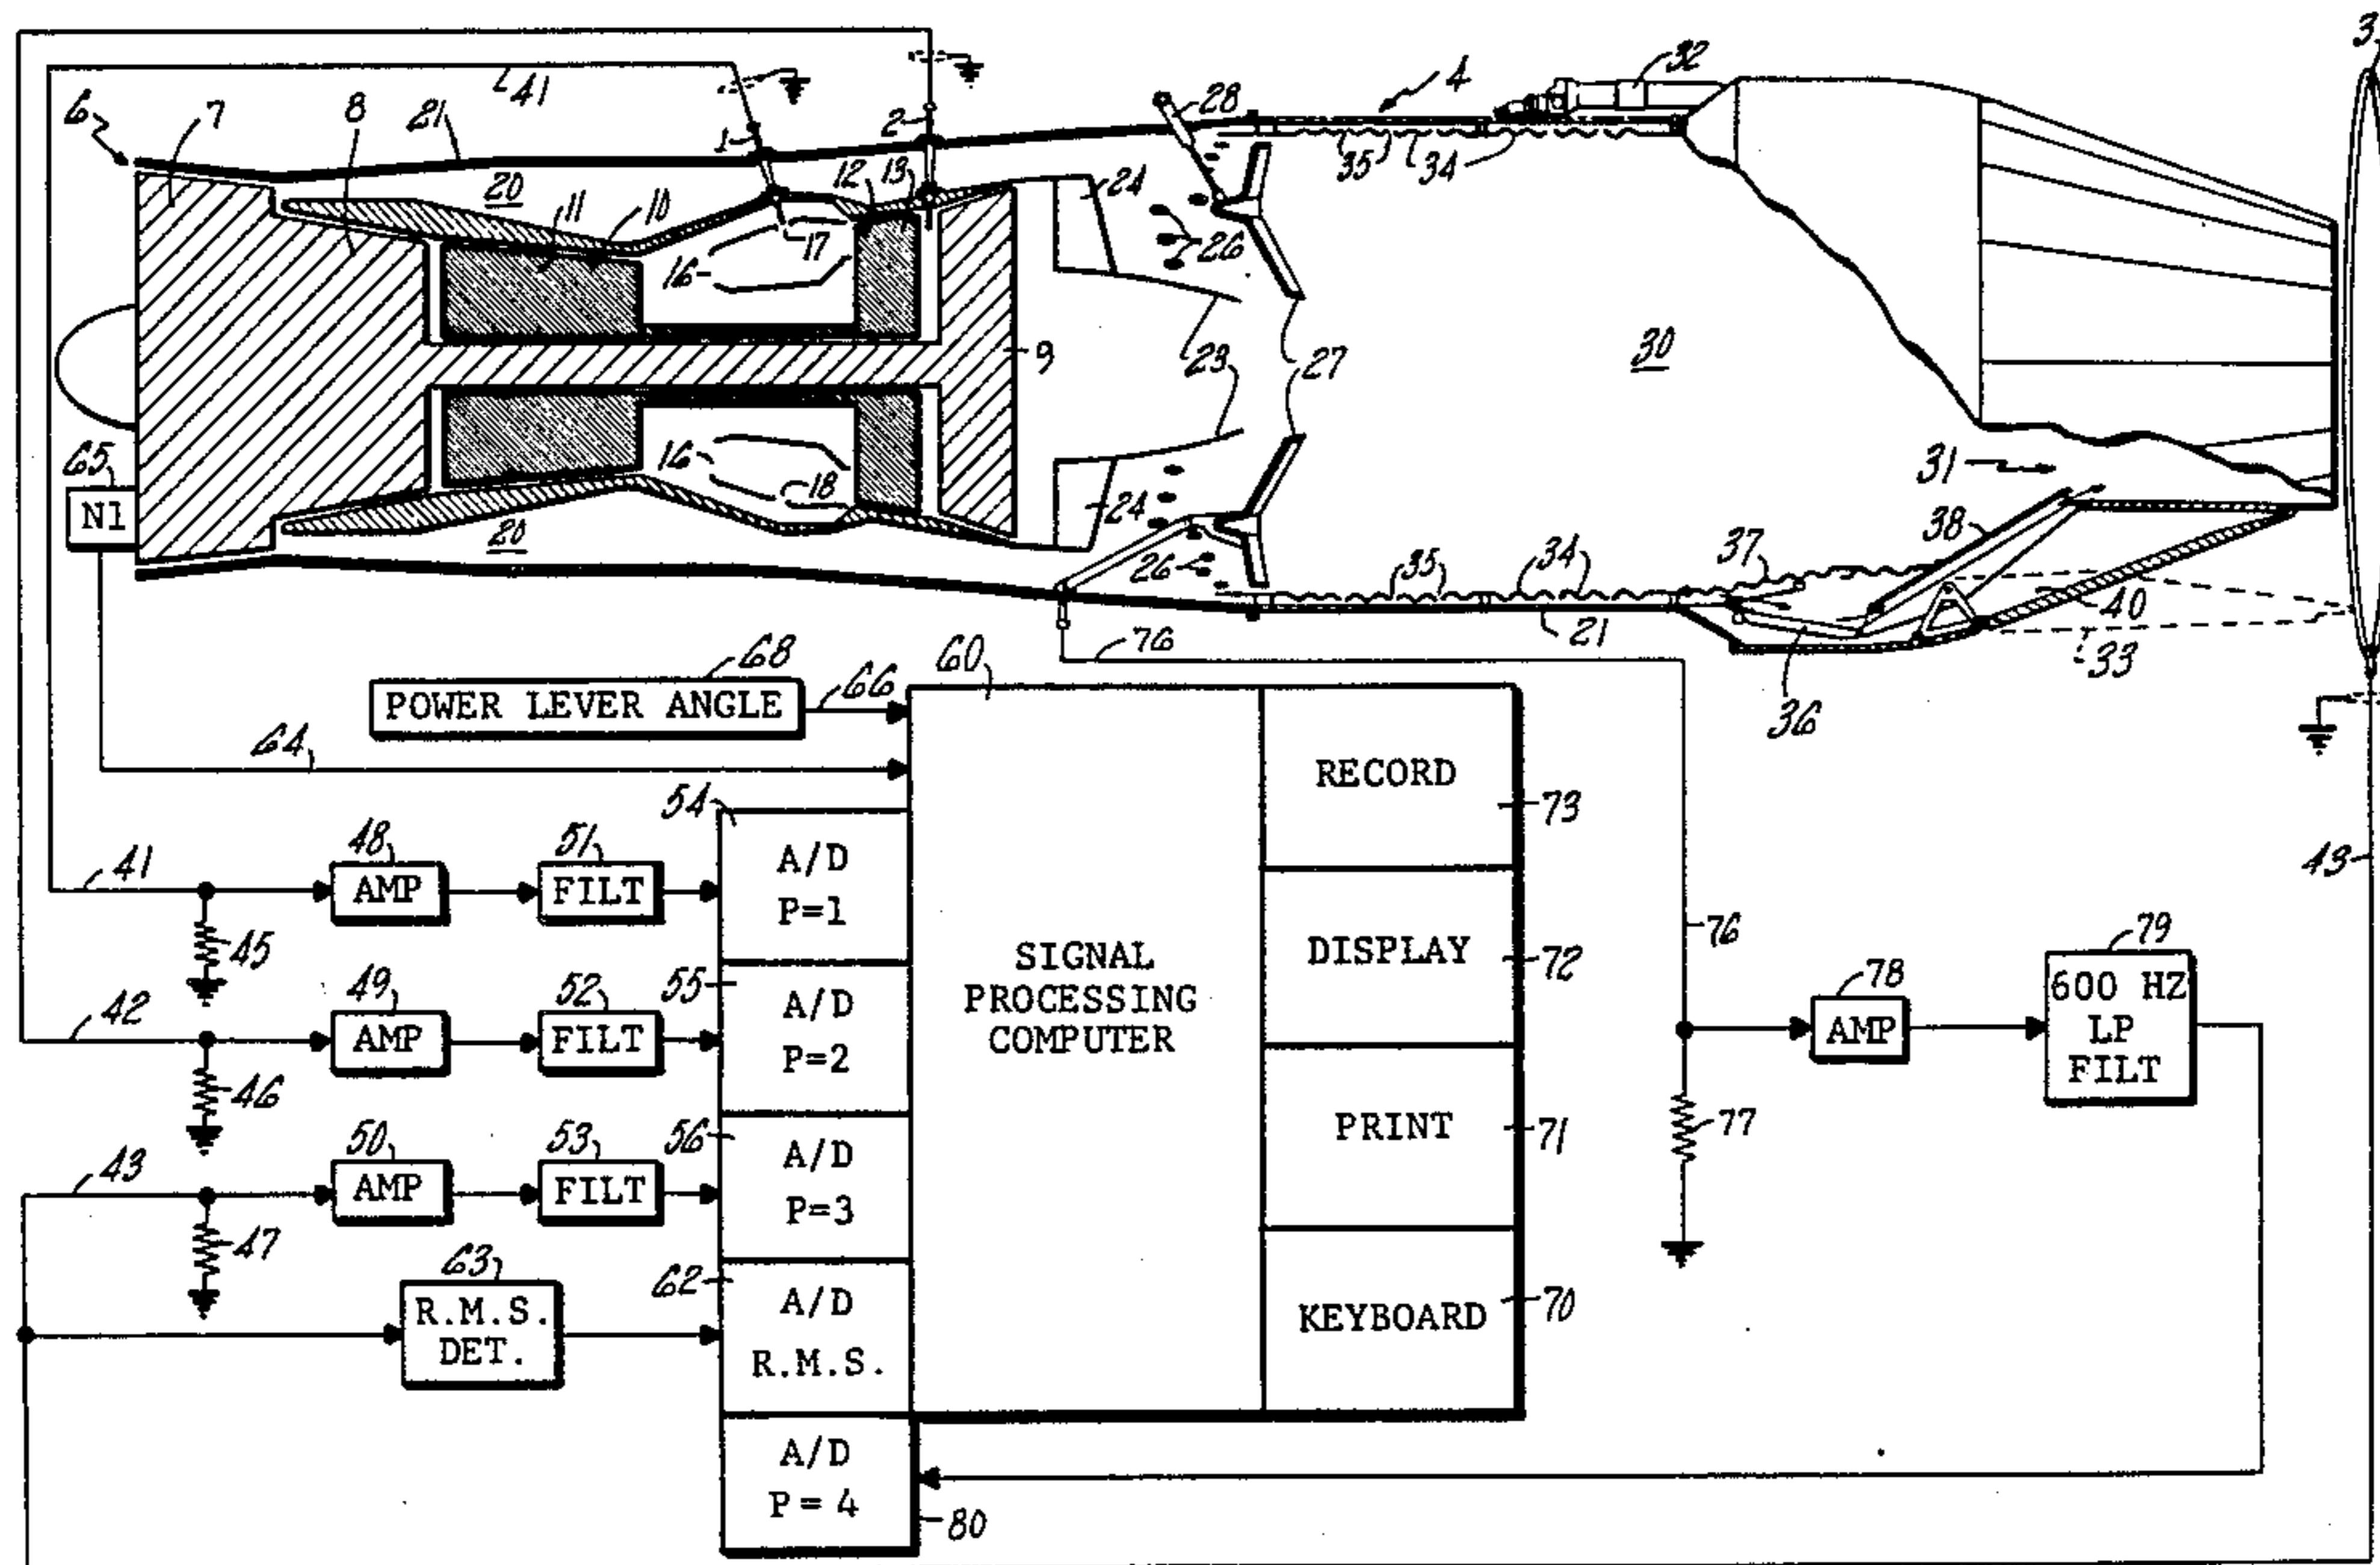 3
41
6
7
8
21
1
2
28
4
32
20
11
10
12
13
24
35
34
16
17
26
9
23
27
30
65
N1
16
18
20
24
26
35
34
21
31
37
38
40
33
36
76
68
POWER LEVER ANGLE
66
60
64
SIGNAL
PROCESSING
COMPUTER
RECORD
73
DISPLAY
72
PRINT
71
KEYBOARD
70
54
A/D
P=1
55
A/D
P=2
56
A/D
P=3
62
A/D
R.M.S.
A/D
P = 4
80
41
48
AMP
51
FILT
45
42
49
AMP
52
FILT
46
43
50
AMP
53
FILT
47
63
R.M.S.
DET.
76
77
78
AMP
79
600 HZ
LP
FILT
43